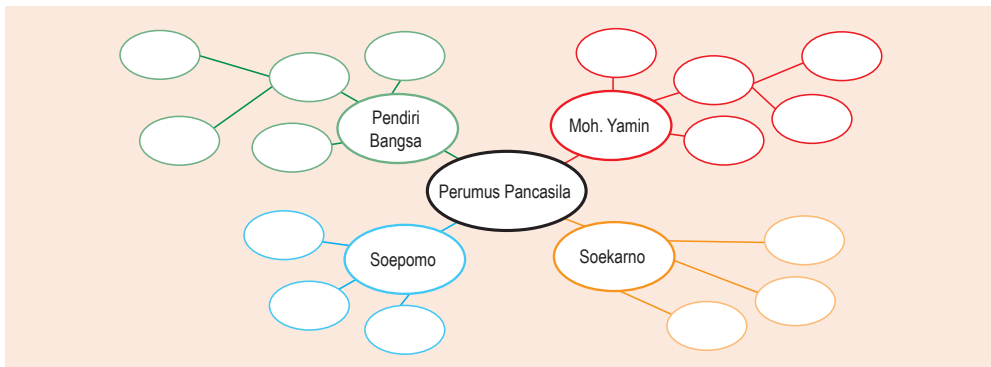 Pendiri
Bangsa
Moh. Yamin
Perumus Pancasila
Soepomo
Soekarno